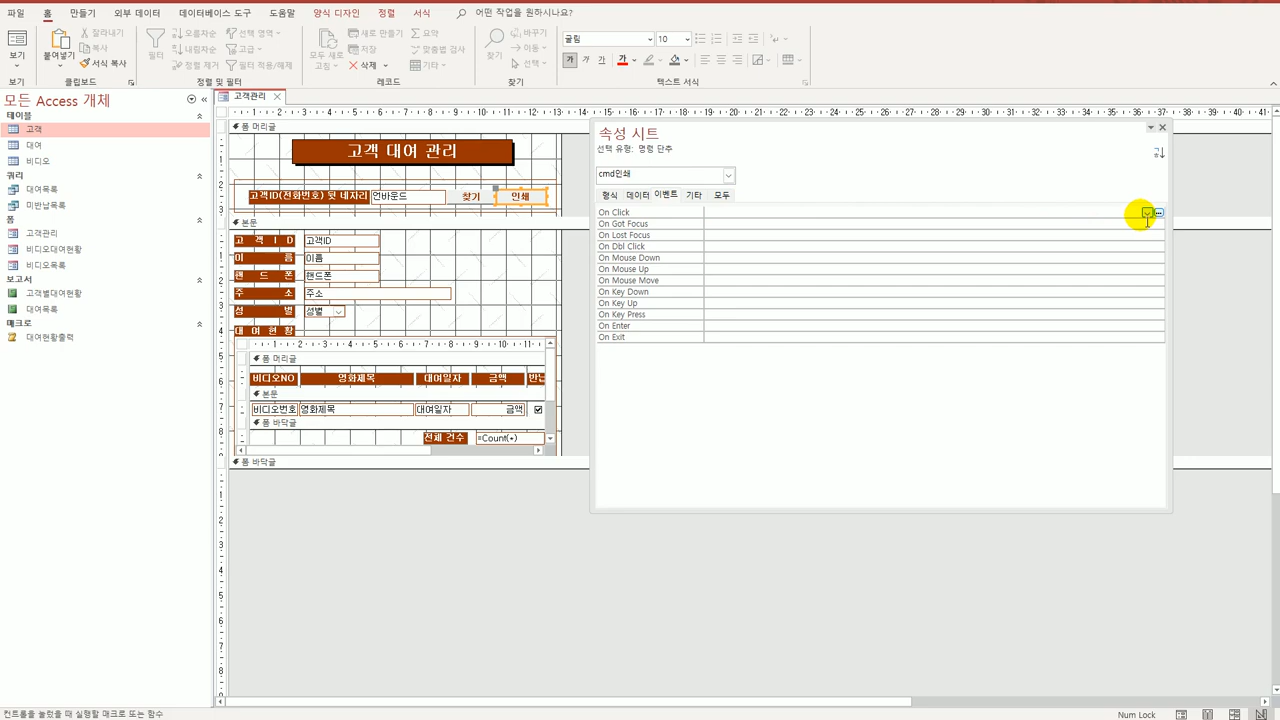 파일 홈 만들기 외부 데이터 데이터베이스 도구 도움말 양식 디자인 정렬 서식 어떤 작업을 원하시나요?
보기
붙여넣기
잘라내기
복사
서식 복사
필터
오름차순
내림차순
정렬 제거
선택 영역
고급
필터 적용/해제
모두 새로
고침
새로 만들기
저장
삭제
요약
맞춤법 검사
기타
찾기
바꾸기
이동
선택
굴림 10
가 가 가 가
보기 클립보드 정렬 및 필터 레코드 찾기 텍스트 서식
모든 Access 개체
테이블
고객
대여
비디오
쿼리
대여목록
미반납목록
폼
고객관리
비디오대여현황
비디오목록
보고서
고객별대여현황
대여목록
매크로
대여현황출력
고객관리
폼 머리글
고객 대여 관리
고객ID(전화번호) 뒷 네자리 언바운드 찾기 인쇄
본문
고 객 I D 고객ID
이 름 이름
핸 드 폰 핸드폰
주 소 주소
성 별 성별
대 여 현 황
폼 머리글
비디오NO 영화제목 대여일자 금액 반납
본문
비디오번호 영화제목 대여일자 금액
폼 바닥글
전체 건수 =Count(*)
폼 바닥글
속성 시트
선택 유형: 명령 단추
cmd인쇄
형식 데이터 이벤트 기타 모두
On Click
On Got Focus
On Lost Focus
On Dbl Click
On Mouse Down
On Mouse Up
On Mouse Move
On Key Down
On Key Up
On Key Press
On Enter
On Exit
컨트롤을 눌렀을 때 실행할 매크로 또는 함수
Num Lock